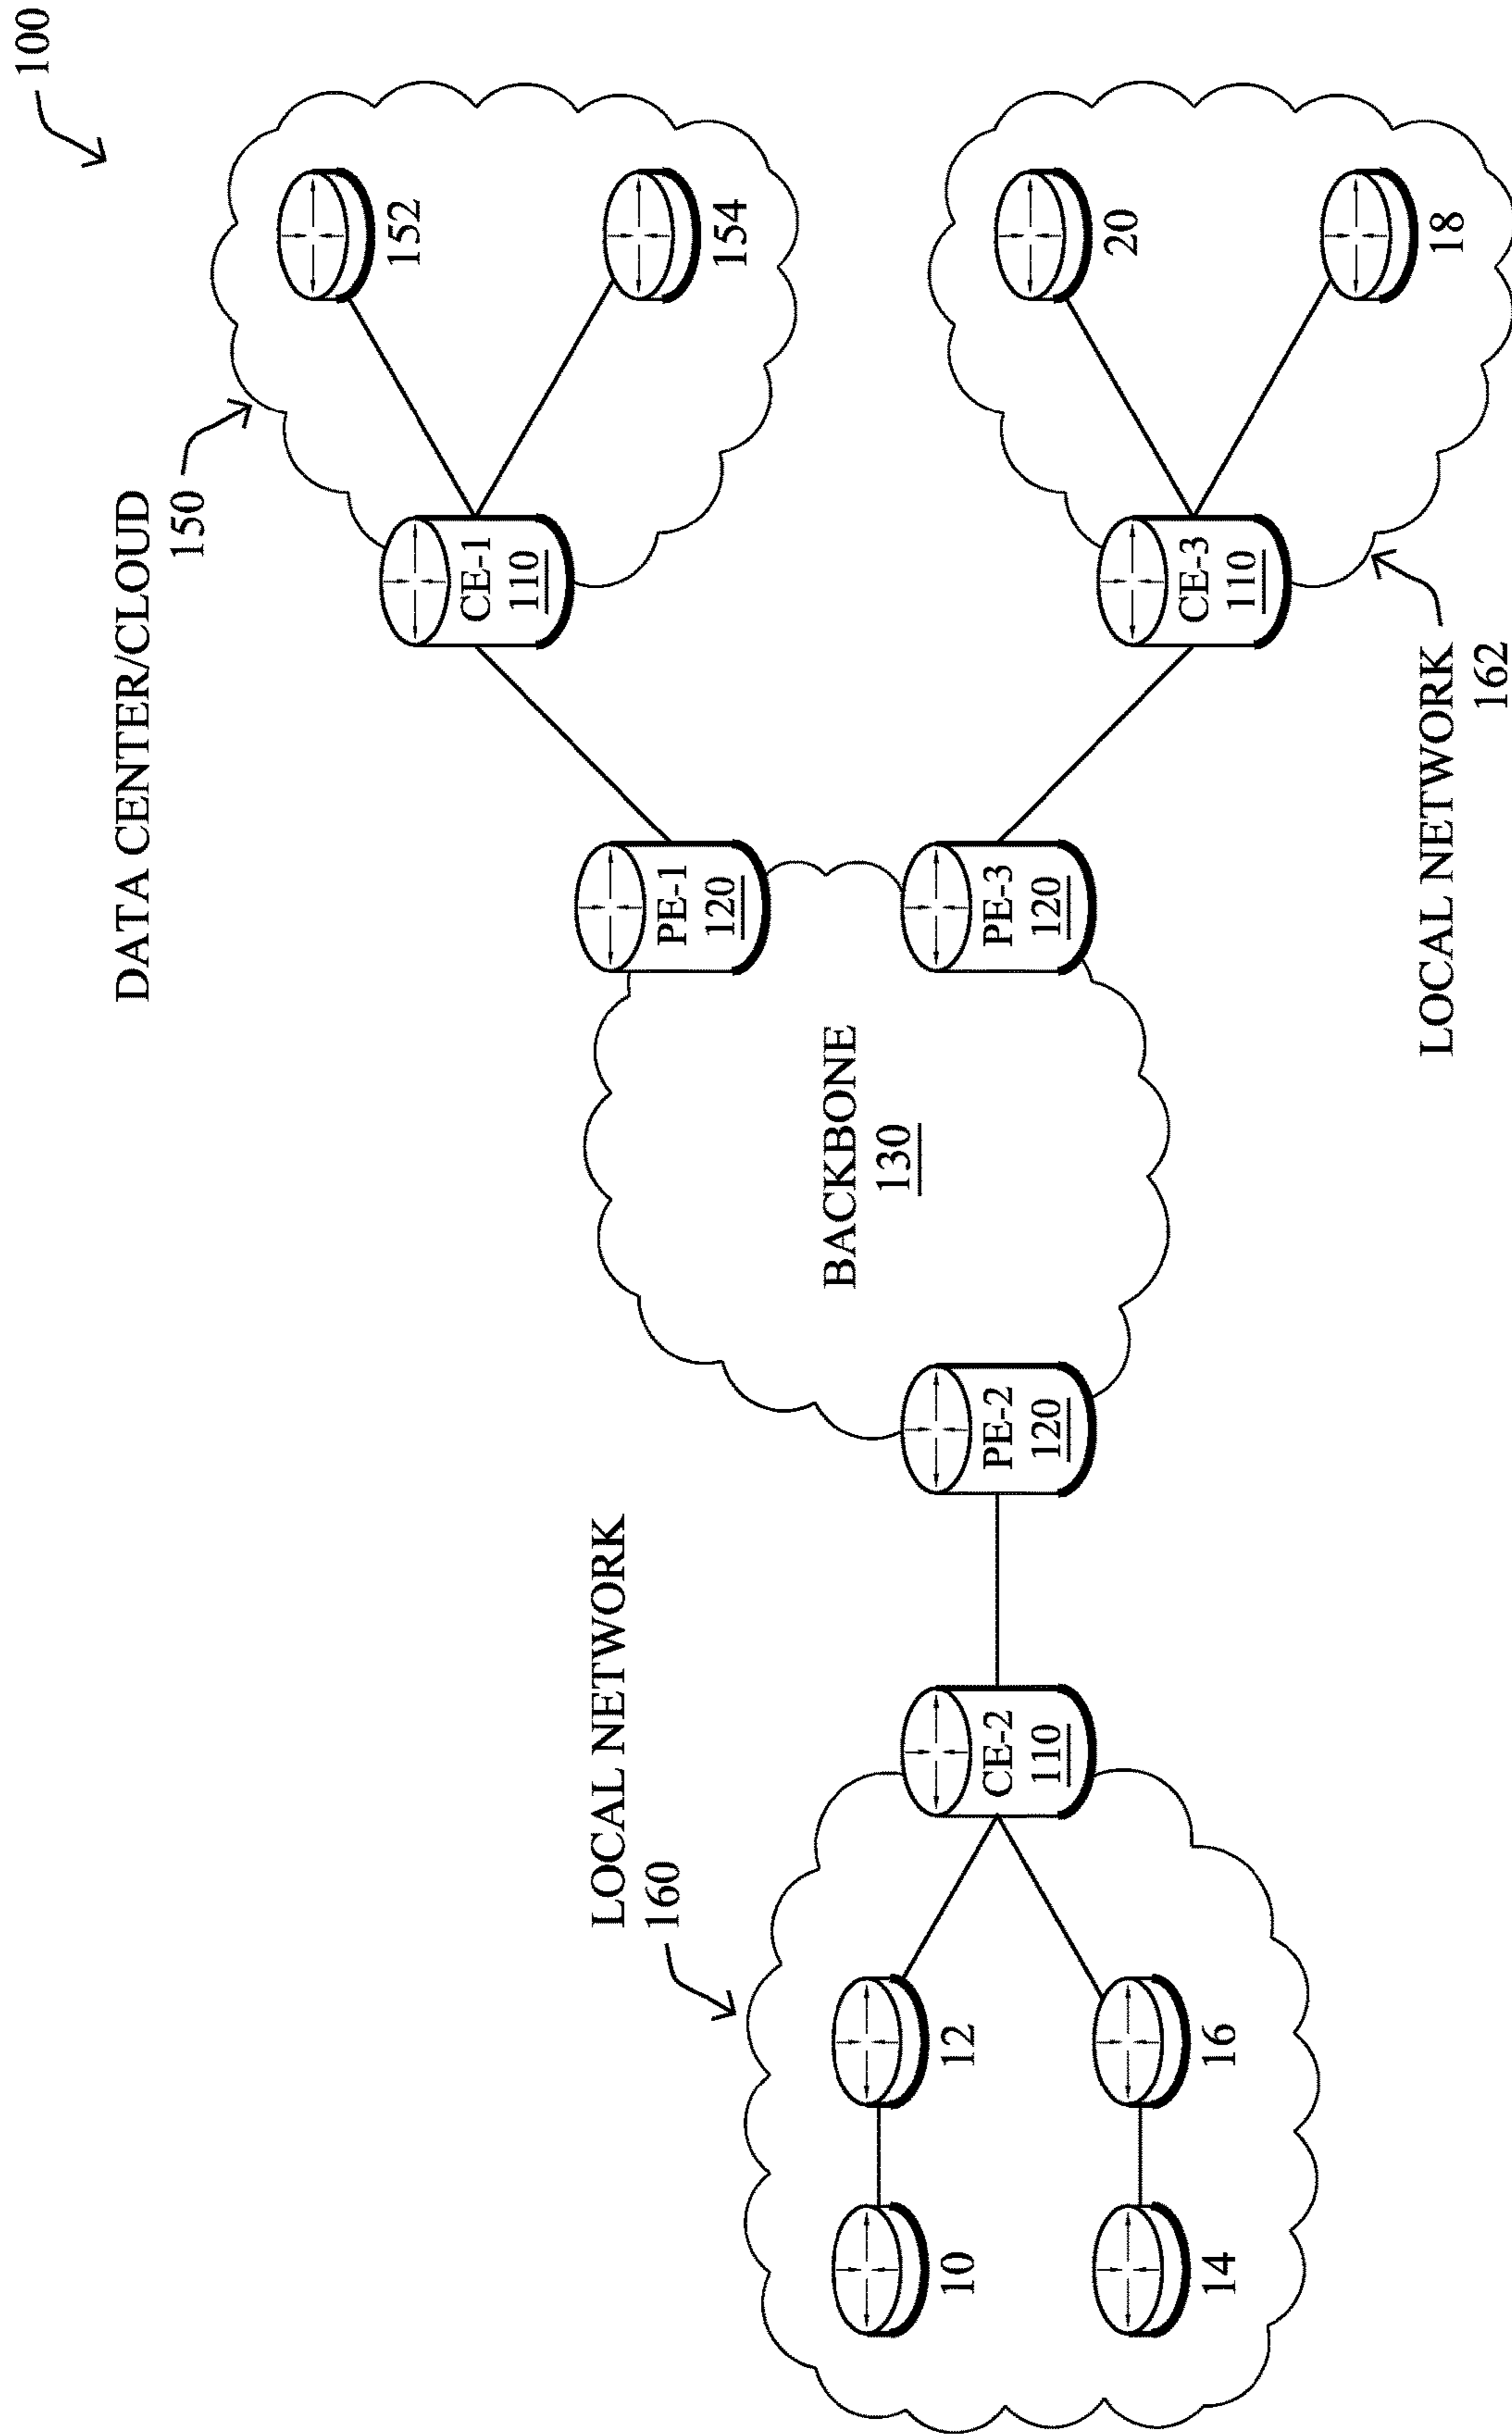 100
DATA CENTER/CLOUD
150
152
154
CE-1
110
PE-1
120
LOCAL NETWORK
160
BACKBONE
130
10
12
14
16
CE-2
110
PE-2
120
PE-3
120
CE-3
110
20
18
LOCAL NETWORK
162